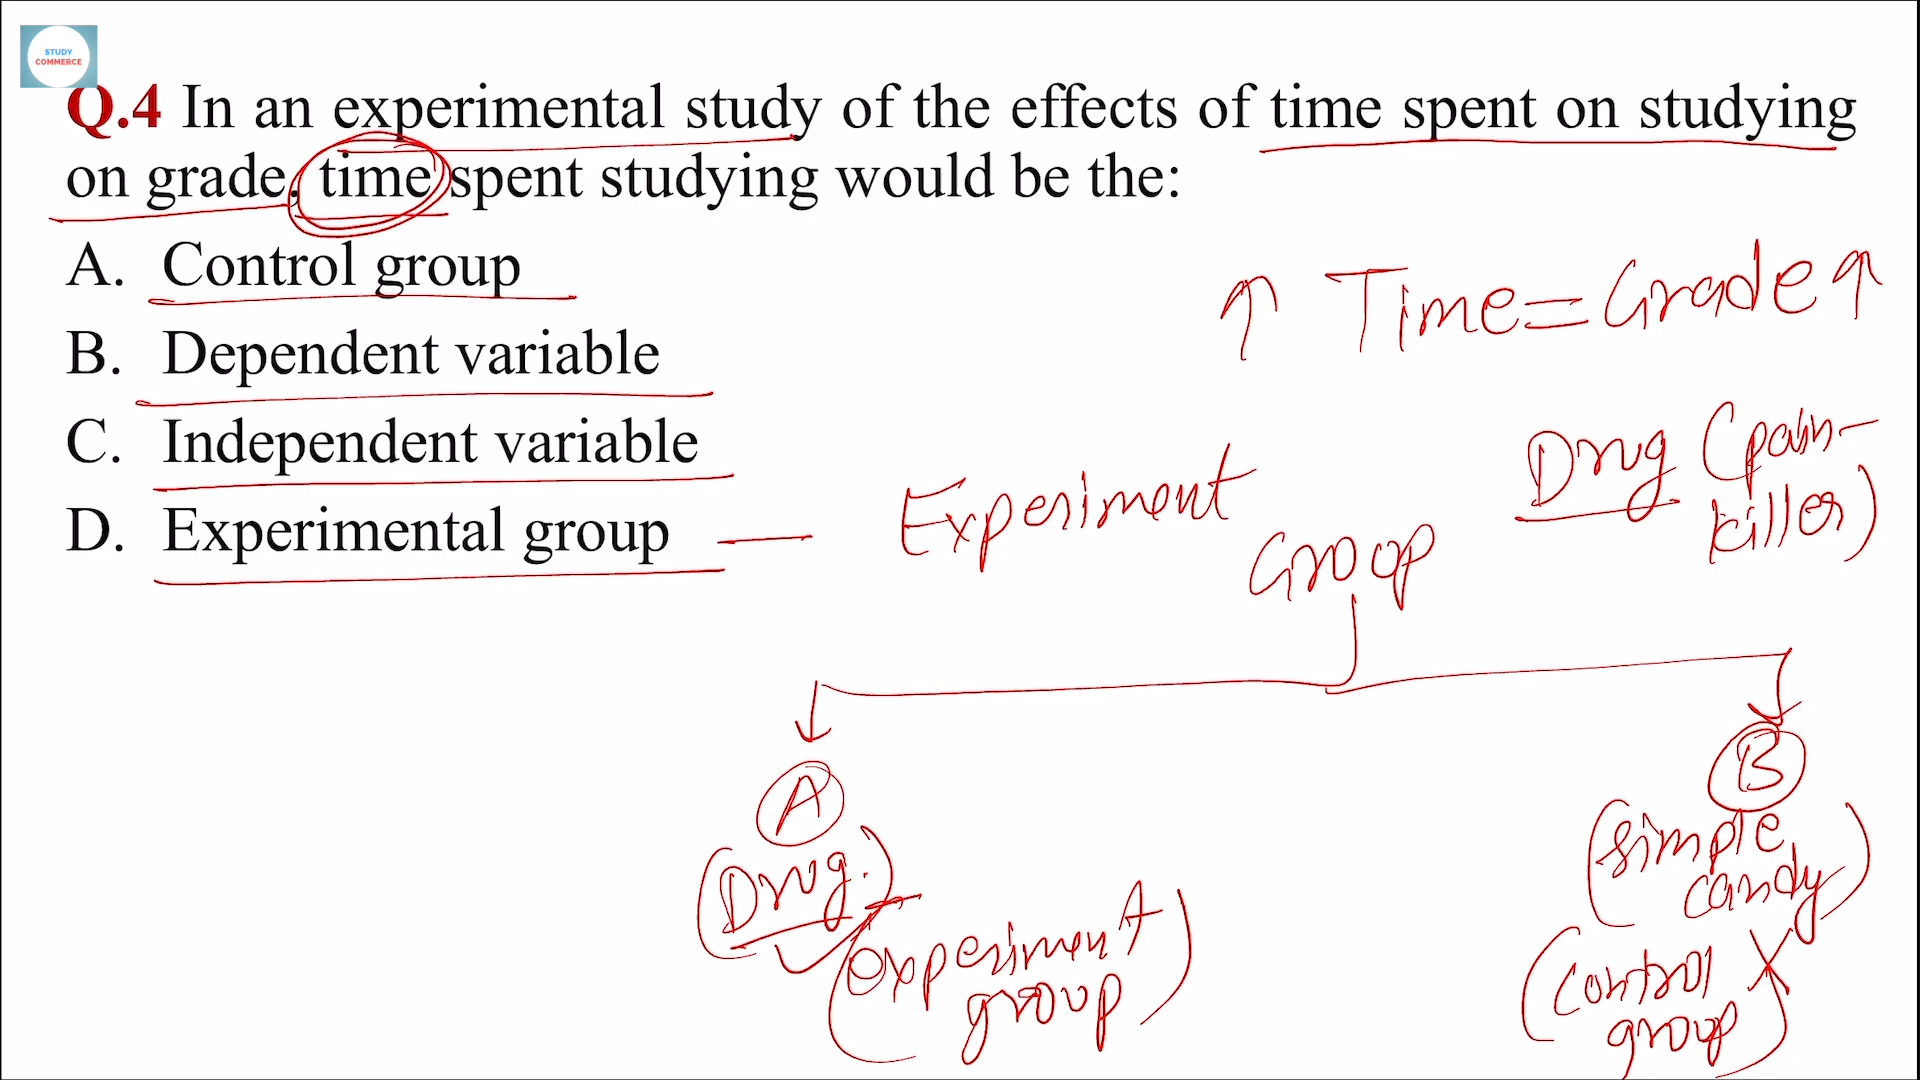 STUDY
COMMERCE
Q.4 In an experimental study of the effects of time spent on studying
on grade, time spent studying would be the:
A. Control group
B. Dependent variable
C. Independent variable
D. Experimental group
↑ Time = Grade ↑
Drug (pain-
killer)
Experiment
Group
A
(Drug.)
(experiment
group)
B
(simple
candy)
(control
group)